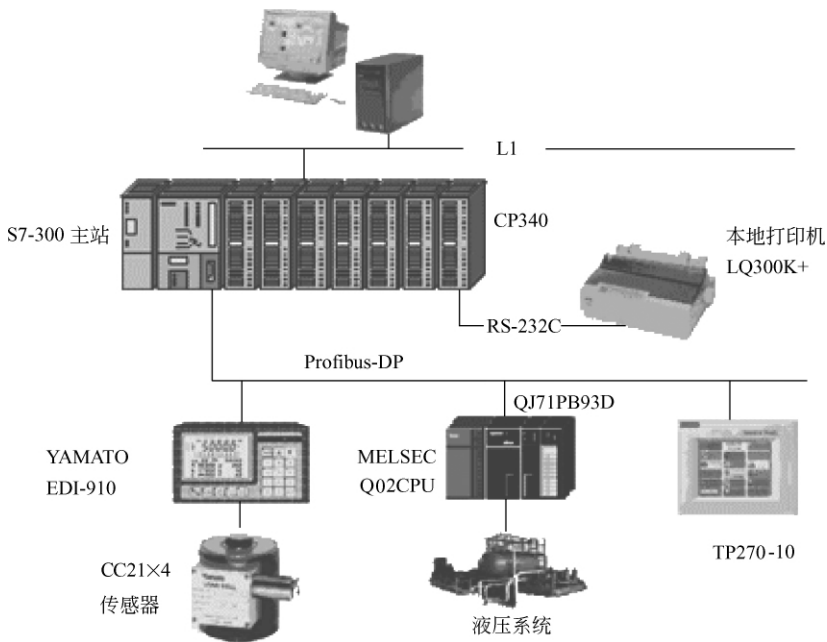 L1
S7-300 主站
CP340
本地打印机
LQ300K+
RS-232C
Profibus-DP
QJ71PB93D
YAMATO
EDI-910
MELSEC
Q02CPU
TP270-10
CC21×4
传感器
液压系统